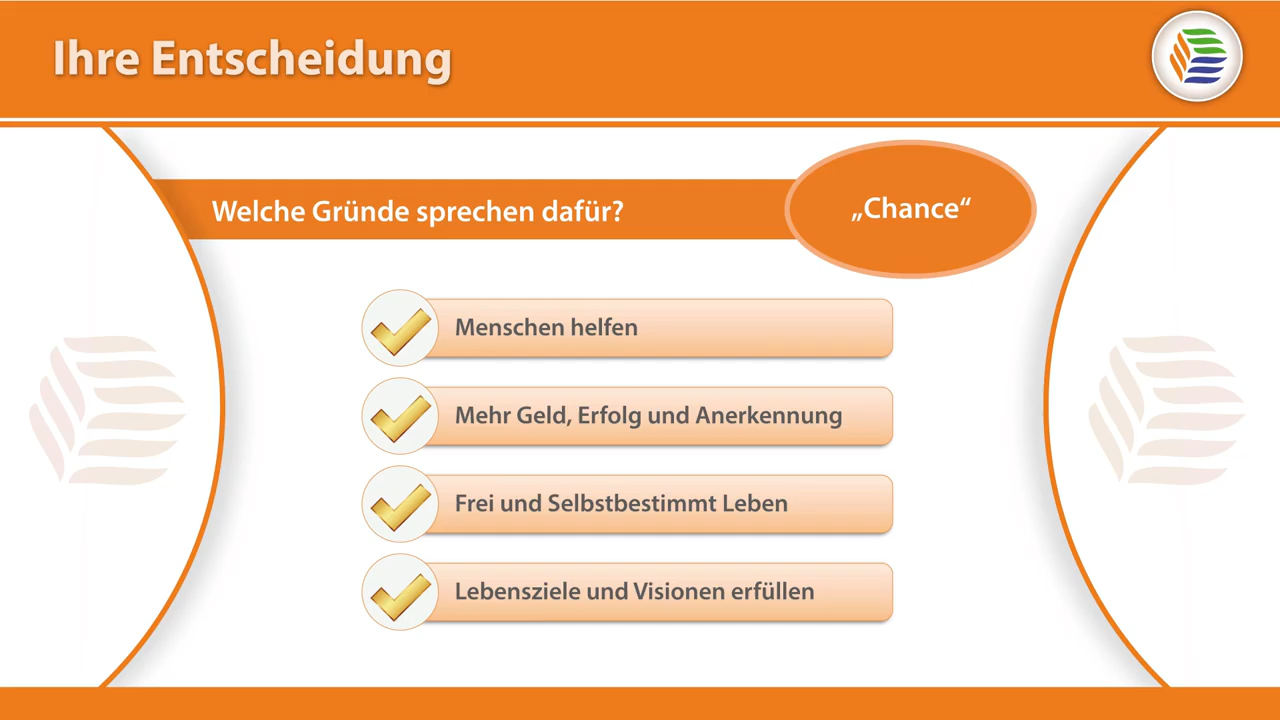 Ihre Entscheidung
Welche Gründe sprechen dafür?
„Chance“
Menschen helfen
Mehr Geld, Erfolg und Anerkennung
Frei und Selbstbestimmt Leben
Lebensziele und Visionen erfüllen